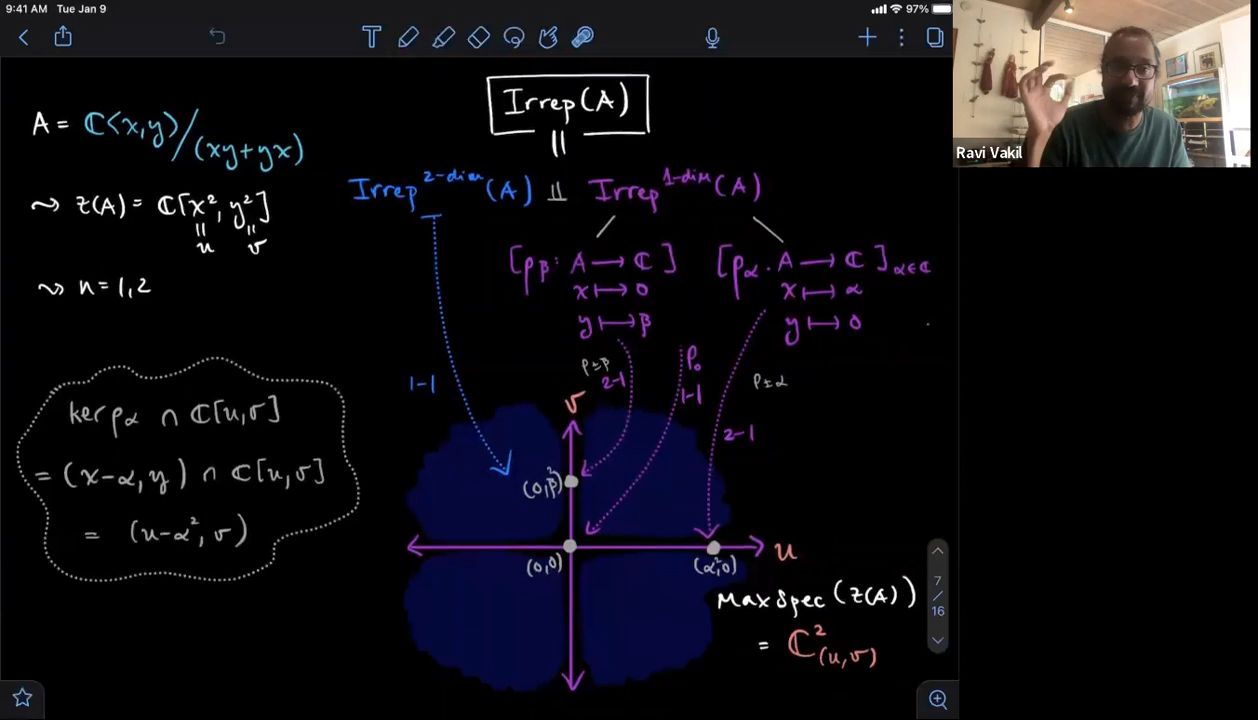 9:41 AM Tue Jan 9
97%
Ravi Vakil
Irrep(A)
||
A = ℂ<x,y>/(xy+yx)
⇝ Z(A) = ℂ[x², y²]
|| ||
u v
⇝ n = 1,2
Irrep^{2-dim}(A) ⨿ Irrep^{1-dim}(A)
[ρ_β : A → ℂ]
x ↦ 0
y ↦ β
[ρ_α : A → ℂ]_{α∈ℂ}
x ↦ α
y ↦ 0
1-1
ρ_{±β}
2-1
ρ₀
1-1
ρ_{±α}
2-1
ker ρ_α ∩ ℂ[u,v]
= (x-α, y) ∩ ℂ[u,v]
= (u-α², v)
v
(0,β²)
(0,0)
(α²,0)
u
MaxSpec(Z(A))
= ℂ²_{(u,v)}
7
/
16